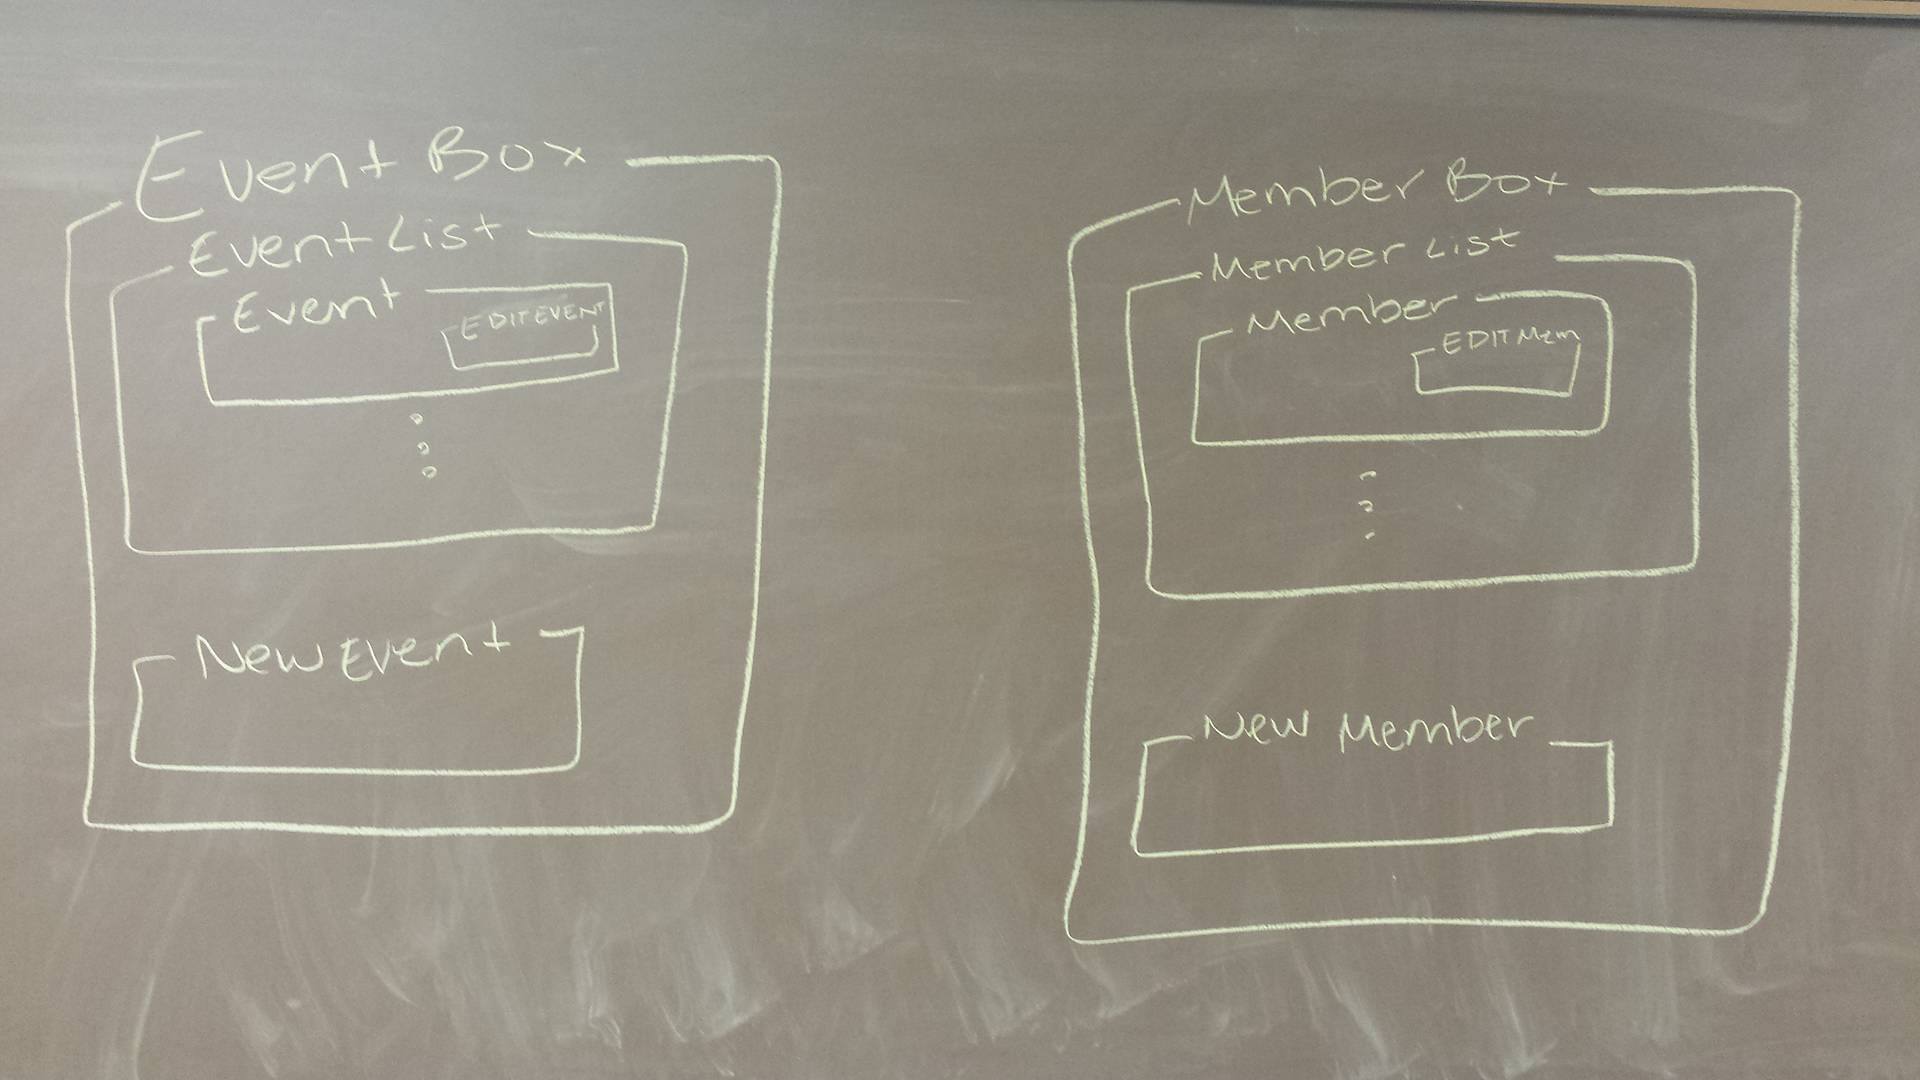 Event Box
Event List
Event
EDIT EVENT
New Event
Member Box
Member List
Member
EDIT Mem
New Member